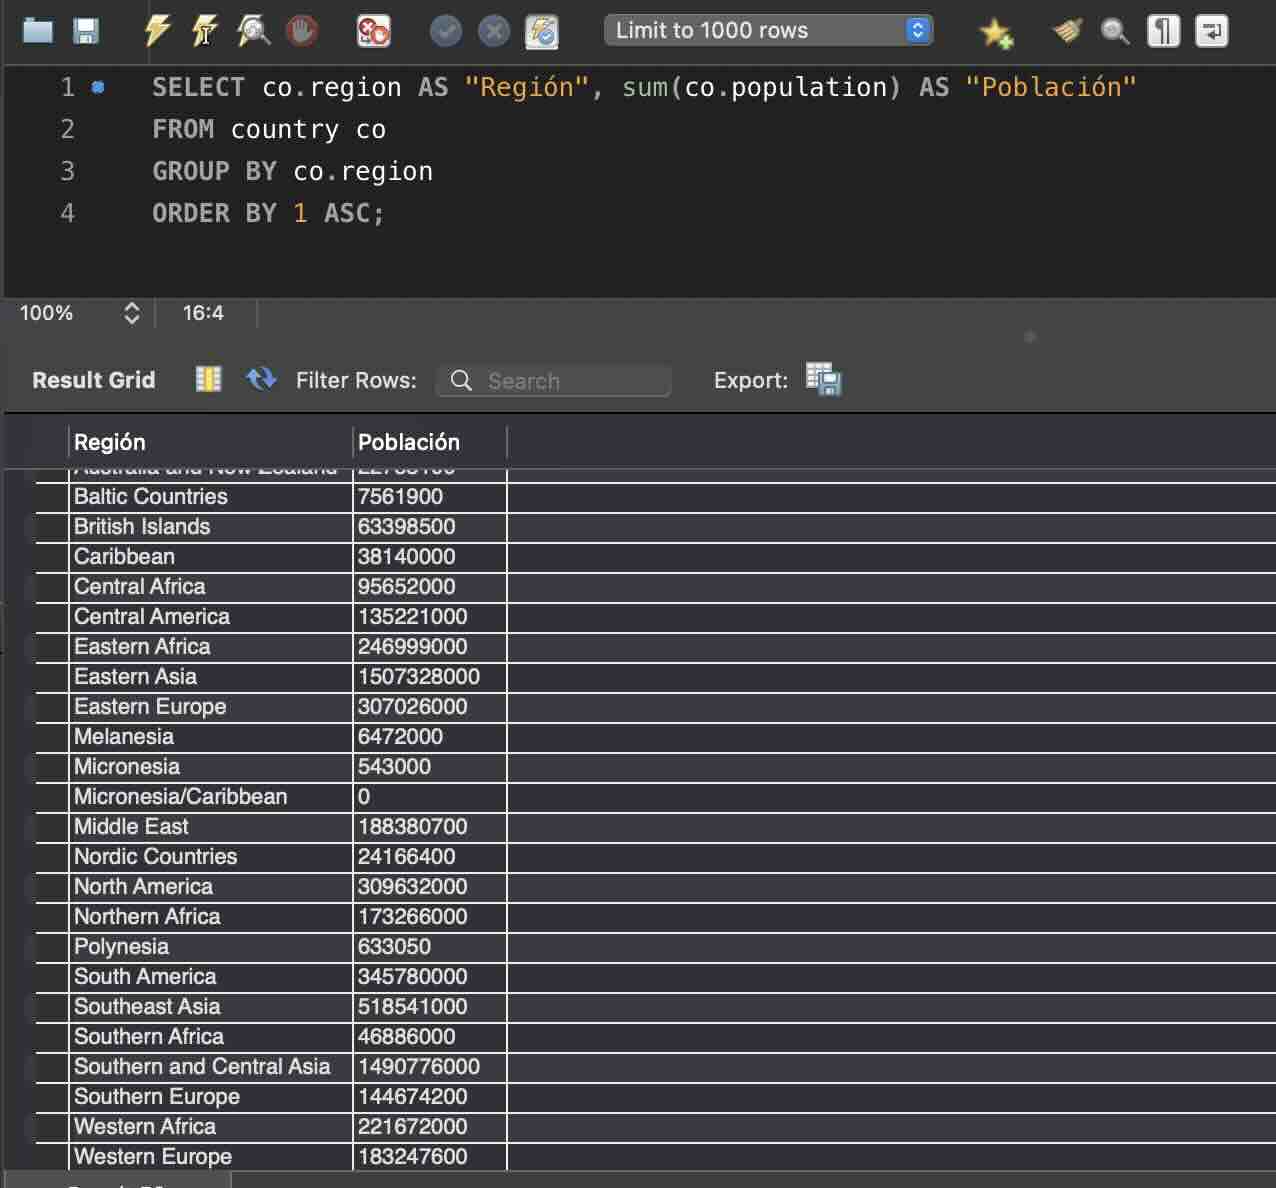 Limit to 1000 rows
1 SELECT co.region AS "Región", sum(co.population) AS "Población"
2 FROM country co
3 GROUP BY co.region
4 ORDER BY 1 ASC;
100% 16:4
Result Grid Filter Rows: Search Export:
Región Población
Australia and New Zealand
Baltic Countries 7561900
British Islands 63398500
Caribbean 38140000
Central Africa 95652000
Central America 135221000
Eastern Africa 246999000
Eastern Asia 1507328000
Eastern Europe 307026000
Melanesia 6472000
Micronesia 543000
Micronesia/Caribbean 0
Middle East 188380700
Nordic Countries 24166400
North America 309632000
Northern Africa 173266000
Polynesia 633050
South America 345780000
Southeast Asia 518541000
Southern Africa 46886000
Southern and Central Asia 1490776000
Southern Europe 144674200
Western Africa 221672000
Western Europe 183247600